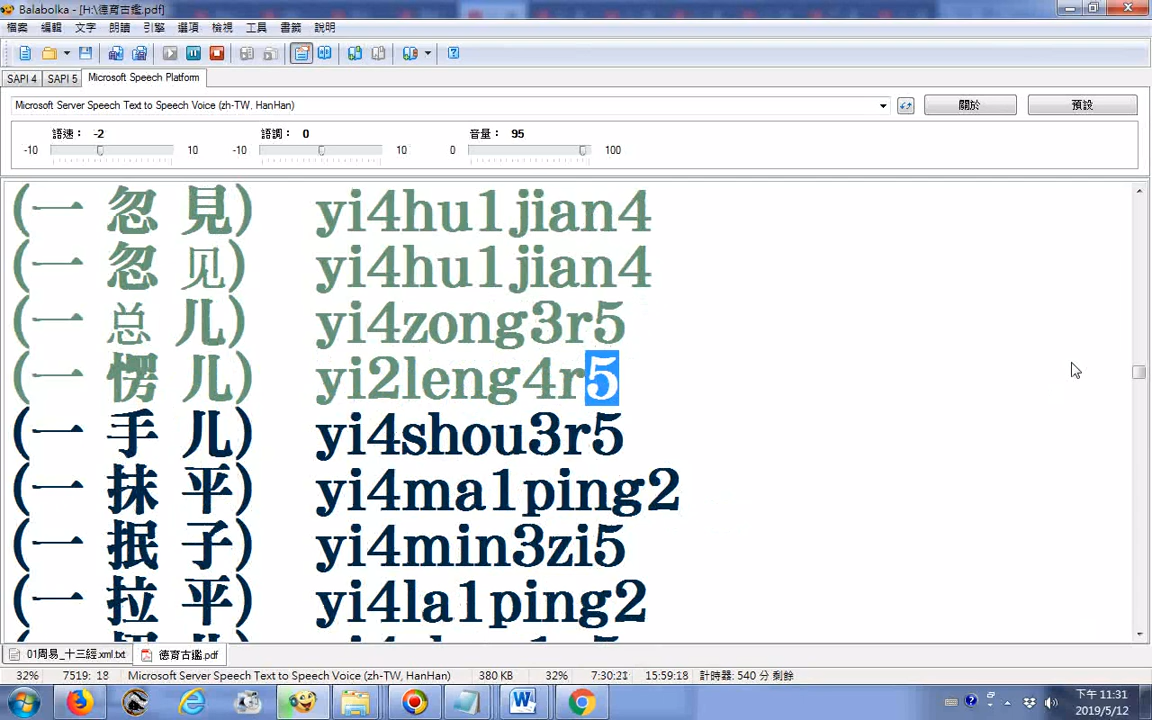 Balabolka - [H:\德育古鑑.pdf]
檔案 編輯 文字 朗讀 引擎 選項 檢視 工具 書籤 說明
SAPI 4 SAPI 5 Microsoft Speech Platform
Microsoft Server Speech Text to Speech Voice (zh-TW, HanHan) 關於 預設
語速： -2 語調： 0 音量： 95
-10 10 -10 10 0 100
(一 忽 見) yi4hu1jian4
(一 忽 见) yi4hu1jian4
(一 总 儿) yi4zong3r5
(一 愣 儿) yi2leng4r5
(一 手 儿) yi4shou3r5
(一 抹 平) yi4ma1ping2
(一 抿 子) yi4min3zi5
(一 拉 平) yi4la1ping2
01周易_十三經.xml.txt 德育古鑑.pdf
32% 7519: 18 Microsoft Server Speech Text to Speech Voice (zh-TW, HanHan) 380 KB 32% 7:30:21 15:59:18 計時器: 540 分 剩餘
下午 11:31
2019/5/12